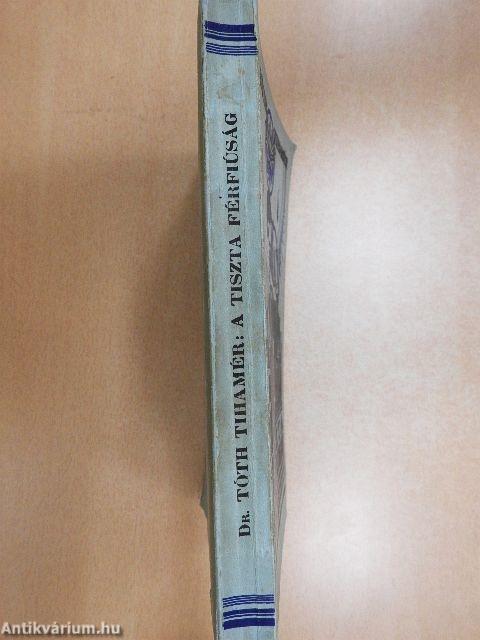 DR. TÓTH TIHAMÉR: A TISZTA FÉRFIÚSÁG
Antikvárium.hu